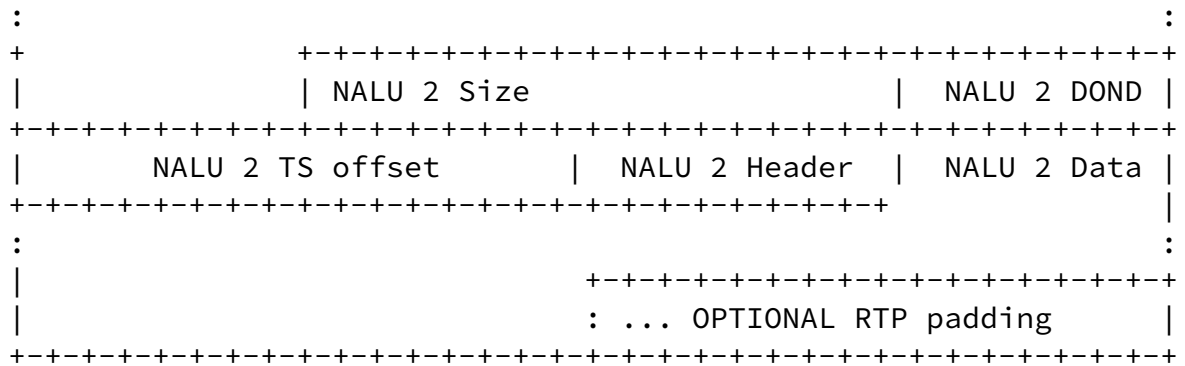 :                                                               :
+               +-+-+-+-+-+-+-+-+-+-+-+-+-+-+-+-+-+-+-+-+-+-+-+-+
|               | NALU 2 Size                   |  NALU 2 DOND |
+-+-+-+-+-+-+-+-+-+-+-+-+-+-+-+-+-+-+-+-+-+-+-+-+-+-+-+-+-+-+-+-+
|       NALU 2 TS offset       |  NALU 2 Header  |  NALU 2 Data |
+-+-+-+-+-+-+-+-+-+-+-+-+-+-+-+-+-+-+-+-+-+-+-+-+               |
:                                                               :
|                               +-+-+-+-+-+-+-+-+-+-+-+-+-+-+-+-+
|                               : ... OPTIONAL RTP padding      |
+-+-+-+-+-+-+-+-+-+-+-+-+-+-+-+-+-+-+-+-+-+-+-+-+-+-+-+-+-+-+-+-+